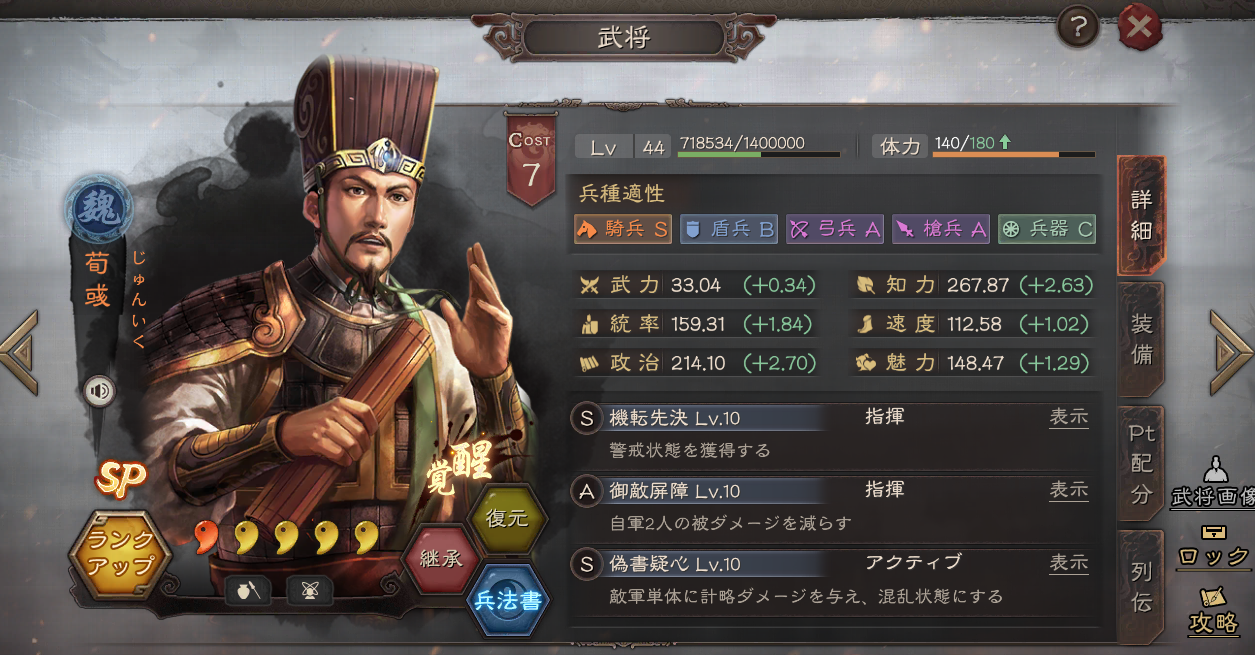 武将
?
COST
7
Lv 44 718534/1400000 体力 140/180
兵種適性
騎兵 S 盾兵 B 弓兵 A 槍兵 A 兵器 C
武力 33.04 (+0.34) 知力 267.87 (+2.63)
統率 159.31 (+1.84) 速度 112.58 (+1.02)
政治 214.10 (+2.70) 魅力 148.47 (+1.29)
S 機転先決 Lv.10 指揮 表示
警戒状態を獲得する
A 御敵屏障 Lv.10 指揮 表示
自軍2人の被ダメージを減らす
S 偽書疑心 Lv.10 アクティブ 表示
敵軍単体に計略ダメージを与え、混乱状態にする
魏
荀彧
じゅんいく
SP
ランク
アップ
覚醒
復元
継承
兵法書
詳細
装備
Pt配分
列伝
武将画像
ロック
攻略